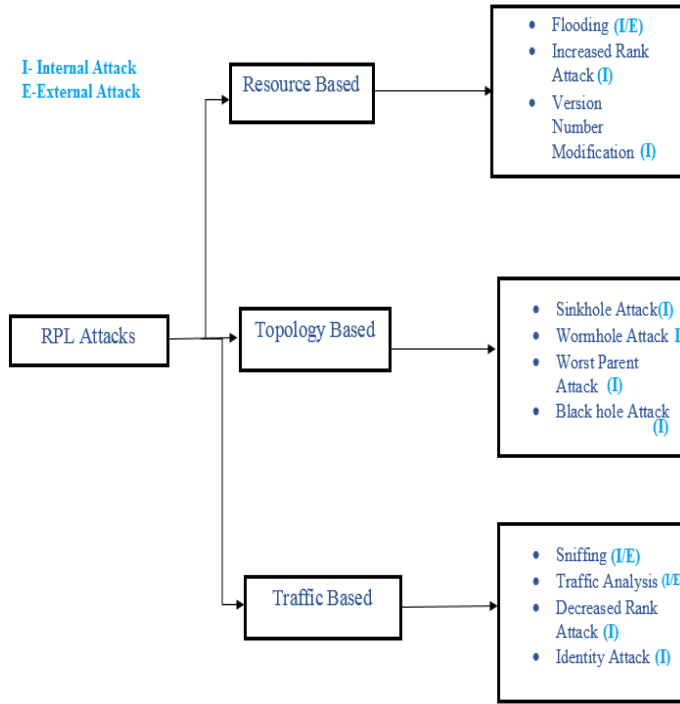 I- Internal Attack
E-External Attack
RPL Attacks
Resource Based
• Flooding (I/E)
• Increased Rank
Attack (I)
• Version
Number
Modification (I)
Topology Based
• Sinkhole Attack(I)
• Wormhole Attack I
• Worst Parent
Attack (I)
• Black hole Attack
(I)
Traffic Based
• Sniffing (I/E)
• Traffic Analysis (I/E
• Decreased Rank
Attack (I)
• Identity Attack (I)